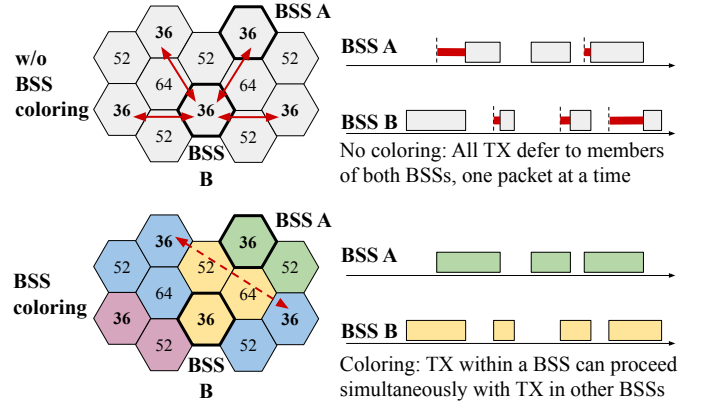 BSS A
36 36
52 52 52
64 64
36 36 36
52 52
w/o
BSS
coloring
BSS
B
BSS A
BSS B
No coloring: All TX defer to members
of both BSSs, one packet at a time
BSS A
36 36
52 52 52
64 64
36 36 36
52 52
BSS
coloring
BSS
B
BSS A
BSS B
Coloring: TX within a BSS can proceed
simultaneously with TX in other BSSs